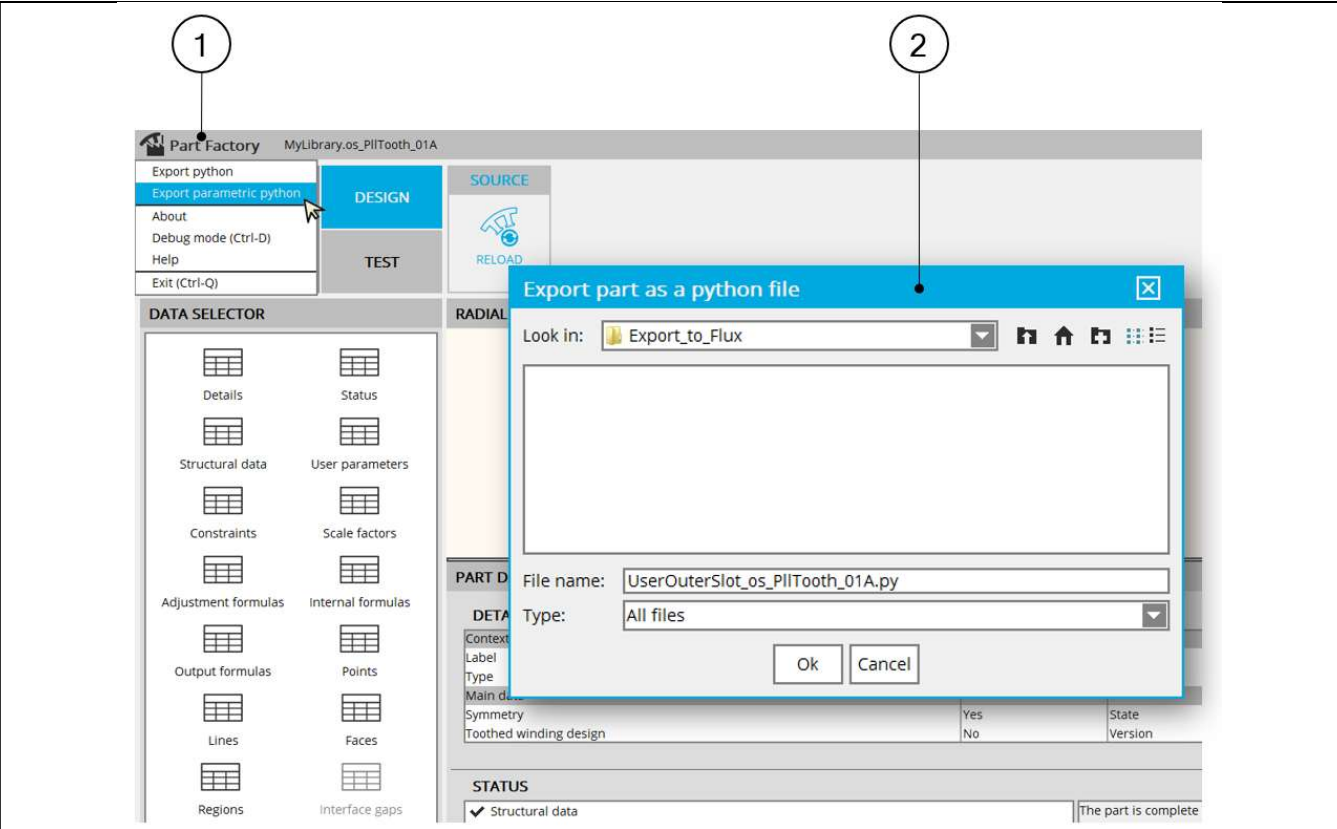 1
2
Part Factory MyLibrary.os_PllTooth_01A
Export python
Export parametric python
About
Debug mode (Ctrl-D)
Help
Exit (Ctrl-Q)
DESIGN
TEST
SOURCE
RELOAD
DATA SELECTOR
Details Status
Structural data User parameters
Constraints Scale factors
Adjustment formulas Internal formulas
Output formulas Points
Lines Faces
Regions Interface gaps
RADIAL
Export part as a python file
Look in: Export_to_Flux
File name: UserOuterSlot_os_PllTooth_01A.py
Type: All files
Ok Cancel
PART D
DETA
Context
Label
Type
Main da
Symmetry Yes State
Toothed winding design No Version
STATUS
✔ Structural data The part is complete